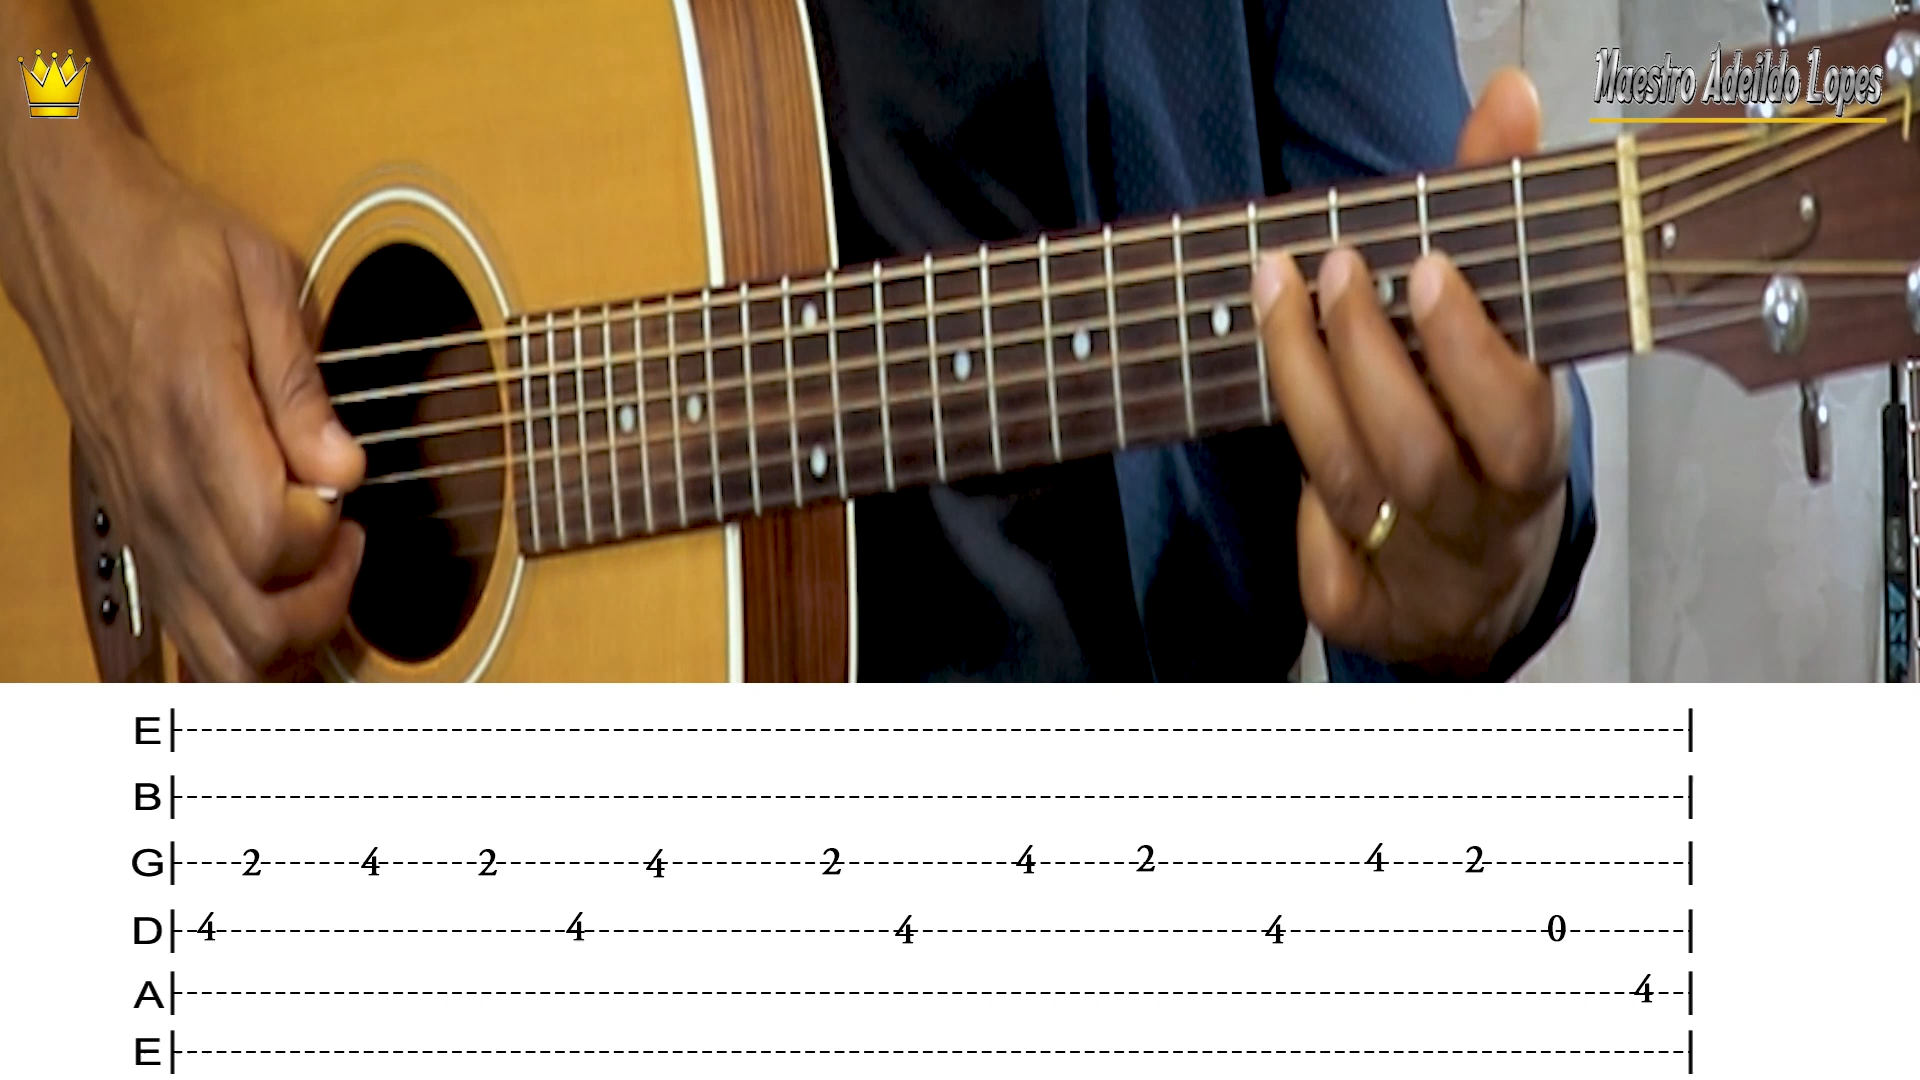 Maestro Adeildo Lopes
E|--------------------|
B|--------------------|
G|--2--4--2--4--2--4--2--4--2--|
D|--4--4--4--4--0--|
A|--4--|
E|--------------------|